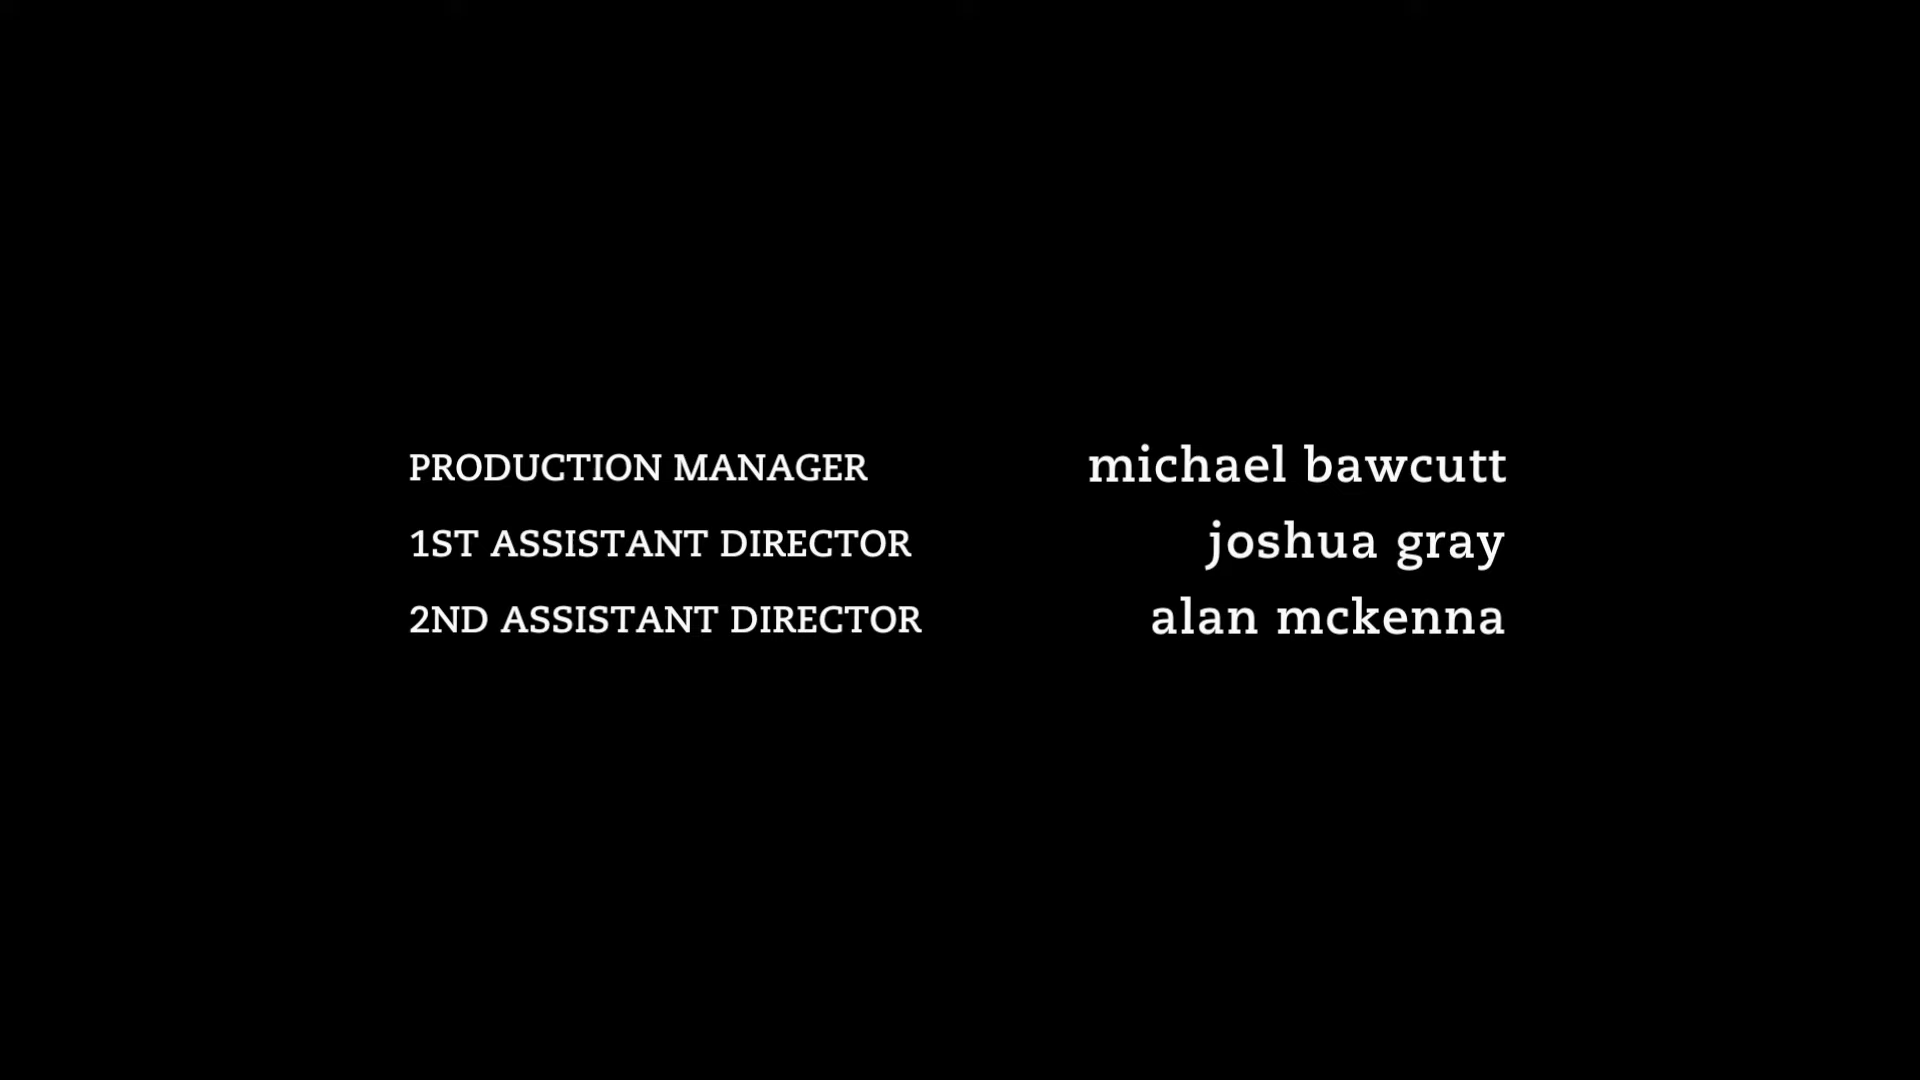 PRODUCTION MANAGER michael bawcutt
1ST ASSISTANT DIRECTOR joshua gray
2ND ASSISTANT DIRECTOR alan mckenna